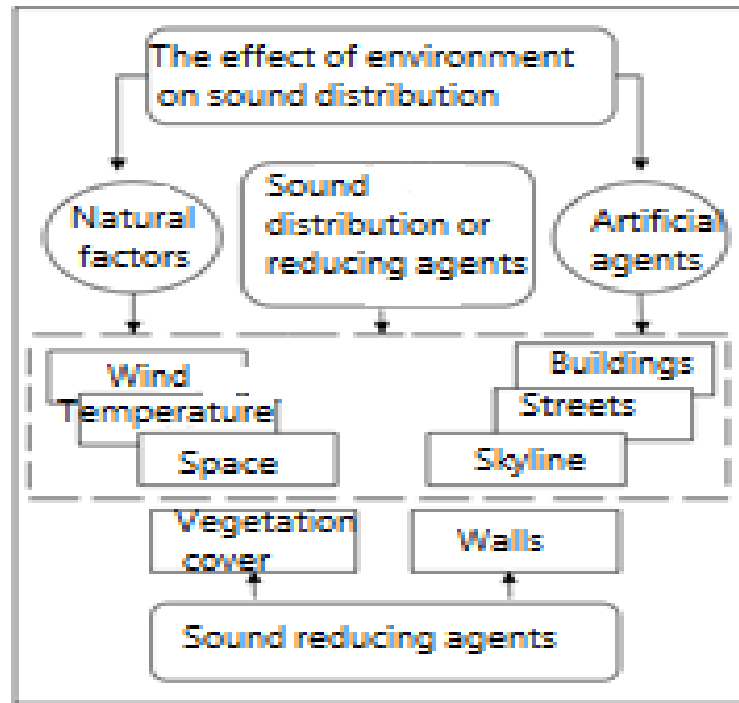 The effect of environment
on sound distribution
Natural
factors
Sound
distribution or
reducing agents
Artificial
agents
Wind
Temperature
Space
Buildings
Streets
Skyline
Vegetation
cover
Walls
Sound reducing agents